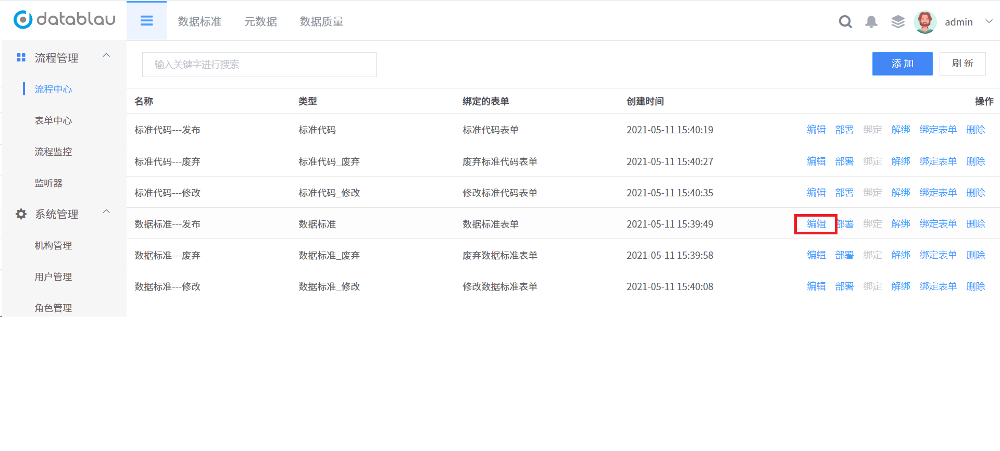 datablau
数据标准 元数据 数据质量
admin
流程管理
流程中心
表单中心
流程监控
监听器
系统管理
机构管理
用户管理
角色管理
输入关键字进行搜索
添 加 刷 新
名称 类型 绑定的表单 创建时间 操作
标准代码---发布 标准代码 标准代码表单 2021-05-11 15:40:19 编辑 部署 绑定 解绑 绑定表单 删除
标准代码---废弃 标准代码_废弃 废弃标准代码表单 2021-05-11 15:40:27 编辑 部署 绑定 解绑 绑定表单 删除
标准代码---修改 标准代码_修改 修改标准代码表单 2021-05-11 15:40:35 编辑 部署 绑定 解绑 绑定表单 删除
数据标准---发布 数据标准 数据标准表单 2021-05-11 15:39:49 编辑 部署 绑定 解绑 绑定表单 删除
数据标准---废弃 数据标准_废弃 废弃数据标准表单 2021-05-11 15:39:58 编辑 部署 绑定 解绑 绑定表单 删除
数据标准---修改 数据标准_修改 修改数据标准表单 2021-05-11 15:40:08 编辑 部署 绑定 解绑 绑定表单 删除